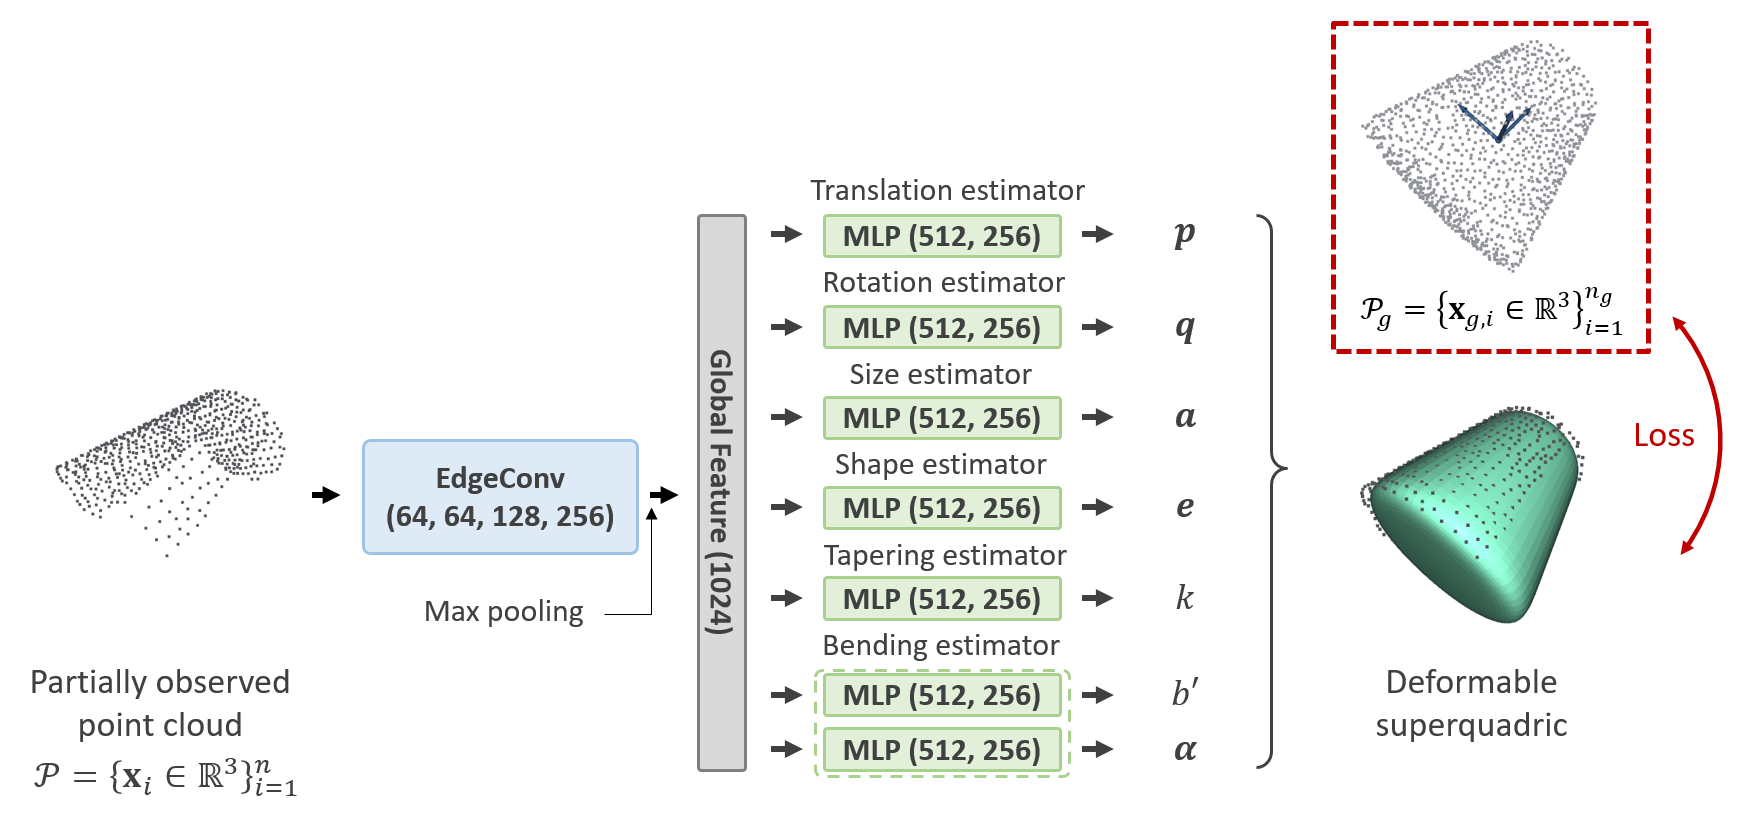 Partially observed
point cloud
𝒫 = {𝐱ᵢ ∈ ℝ³}ⁿᵢ₌₁
EdgeConv
(64, 64, 128, 256)
Max pooling
Global Feature (1024)
Translation estimator
MLP (512, 256)
p
Rotation estimator
MLP (512, 256)
q
Size estimator
MLP (512, 256)
a
Shape estimator
MLP (512, 256)
e
Tapering estimator
MLP (512, 256)
k
Bending estimator
MLP (512, 256)
b′
MLP (512, 256)
α
𝒫_g = {𝐱_{g,i} ∈ ℝ³}_{i=1}^{n_g}
Loss
Deformable
superquadric